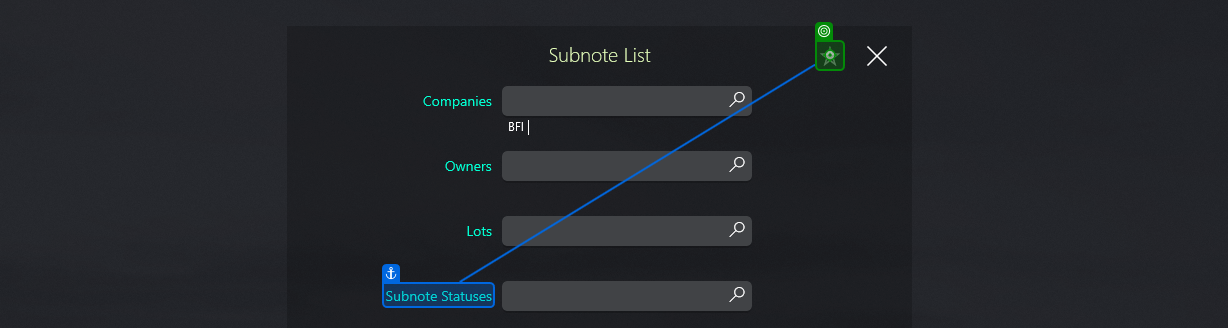 Subnote List
Companies
BFI
Owners
Lots
Subnote Statuses